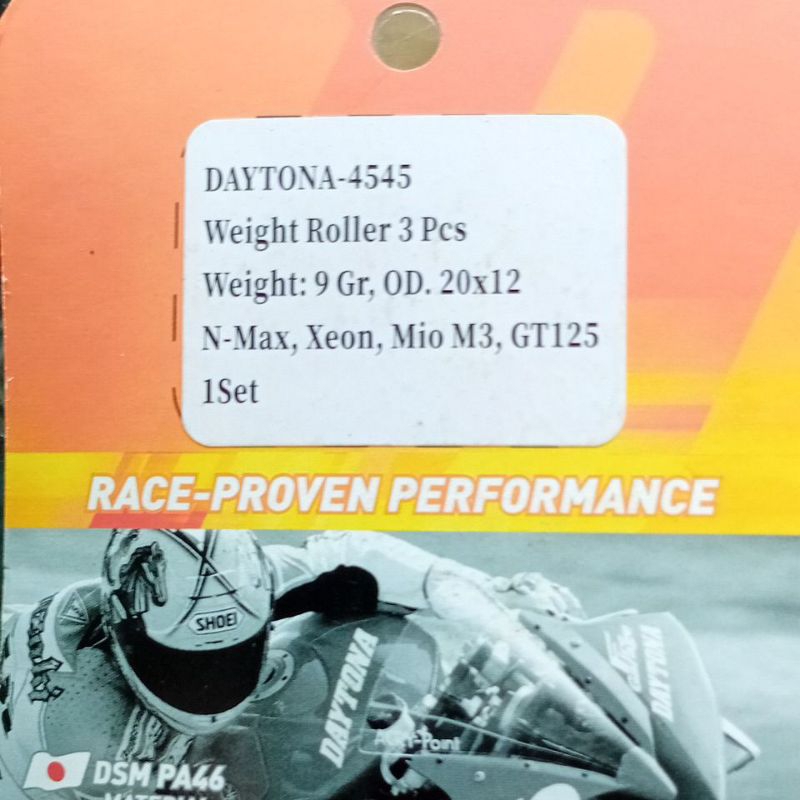 DAYTONA-4545
Weight Roller 3 Pcs
Weight: 9 Gr, OD. 20x12
N-Max, Xeon, Mio M3, GT125
1Set
RACE-PROVEN PERFORMANCE
SHOEI
DAYTONA
DAYTONA
DSM PA46
MATERIAL